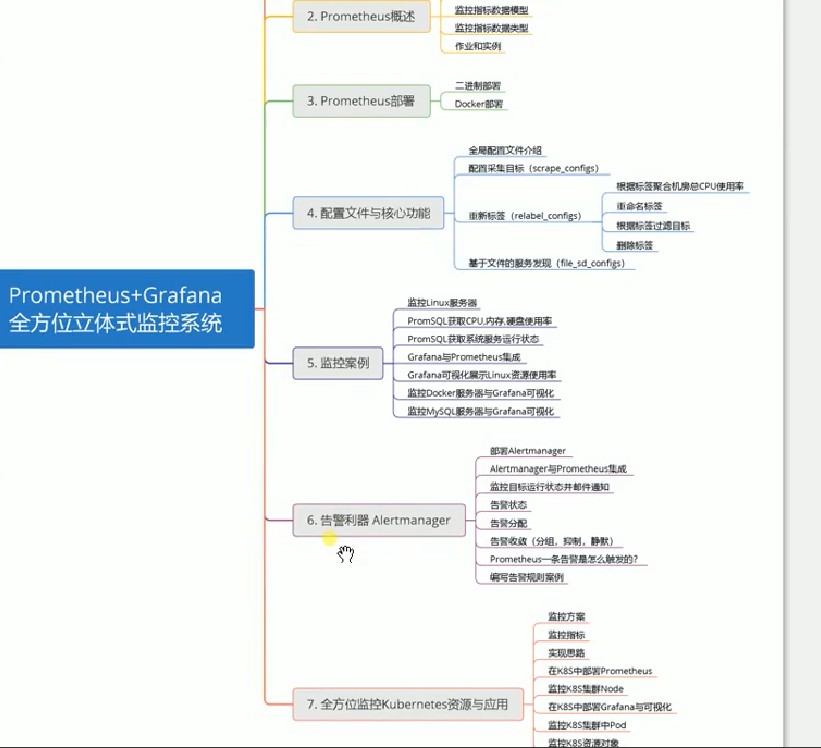 2. Prometheus概述
监控指标数据模型
监控指标数据类型
作业和实例
3. Prometheus部署
二进制部署
Docker部署
4. 配置文件与核心功能
全局配置文件介绍
配置采集目标（scrape_configs）
重新标签（relabel_configs）
根据标签聚合机房总CPU使用率
重命名标签
根据标签过滤目标
删除标签
基于文件的服务发现（file_sd_configs）
Prometheus+Grafana
全方位立体式监控系统
5. 监控案例
监控Linux服务器
PromSQL获取CPU,内存,硬盘使用率
PromSQL获取系统服务运行状态
Grafana与Prometheus集成
Grafana可视化展示Linux资源使用率
监控Docker服务器与Grafana可视化
监控MySQL服务器与Grafana可视化
6. 告警利器 Alertmanager
部署Alertmanager
Alertmanager与Prometheus集成
监控目标运行状态并邮件通知
告警状态
告警分配
告警收敛（分组，抑制，静默）
Prometheus一条告警是怎么触发的?
编写告警规则案例
7. 全方位监控Kubernetes资源与应用
监控方案
监控指标
实现思路
在K8S中部署Prometheus
监控K8S集群Node
在K8S中部署Grafana与可视化
监控K8S集群中Pod
监控K8S资源对象